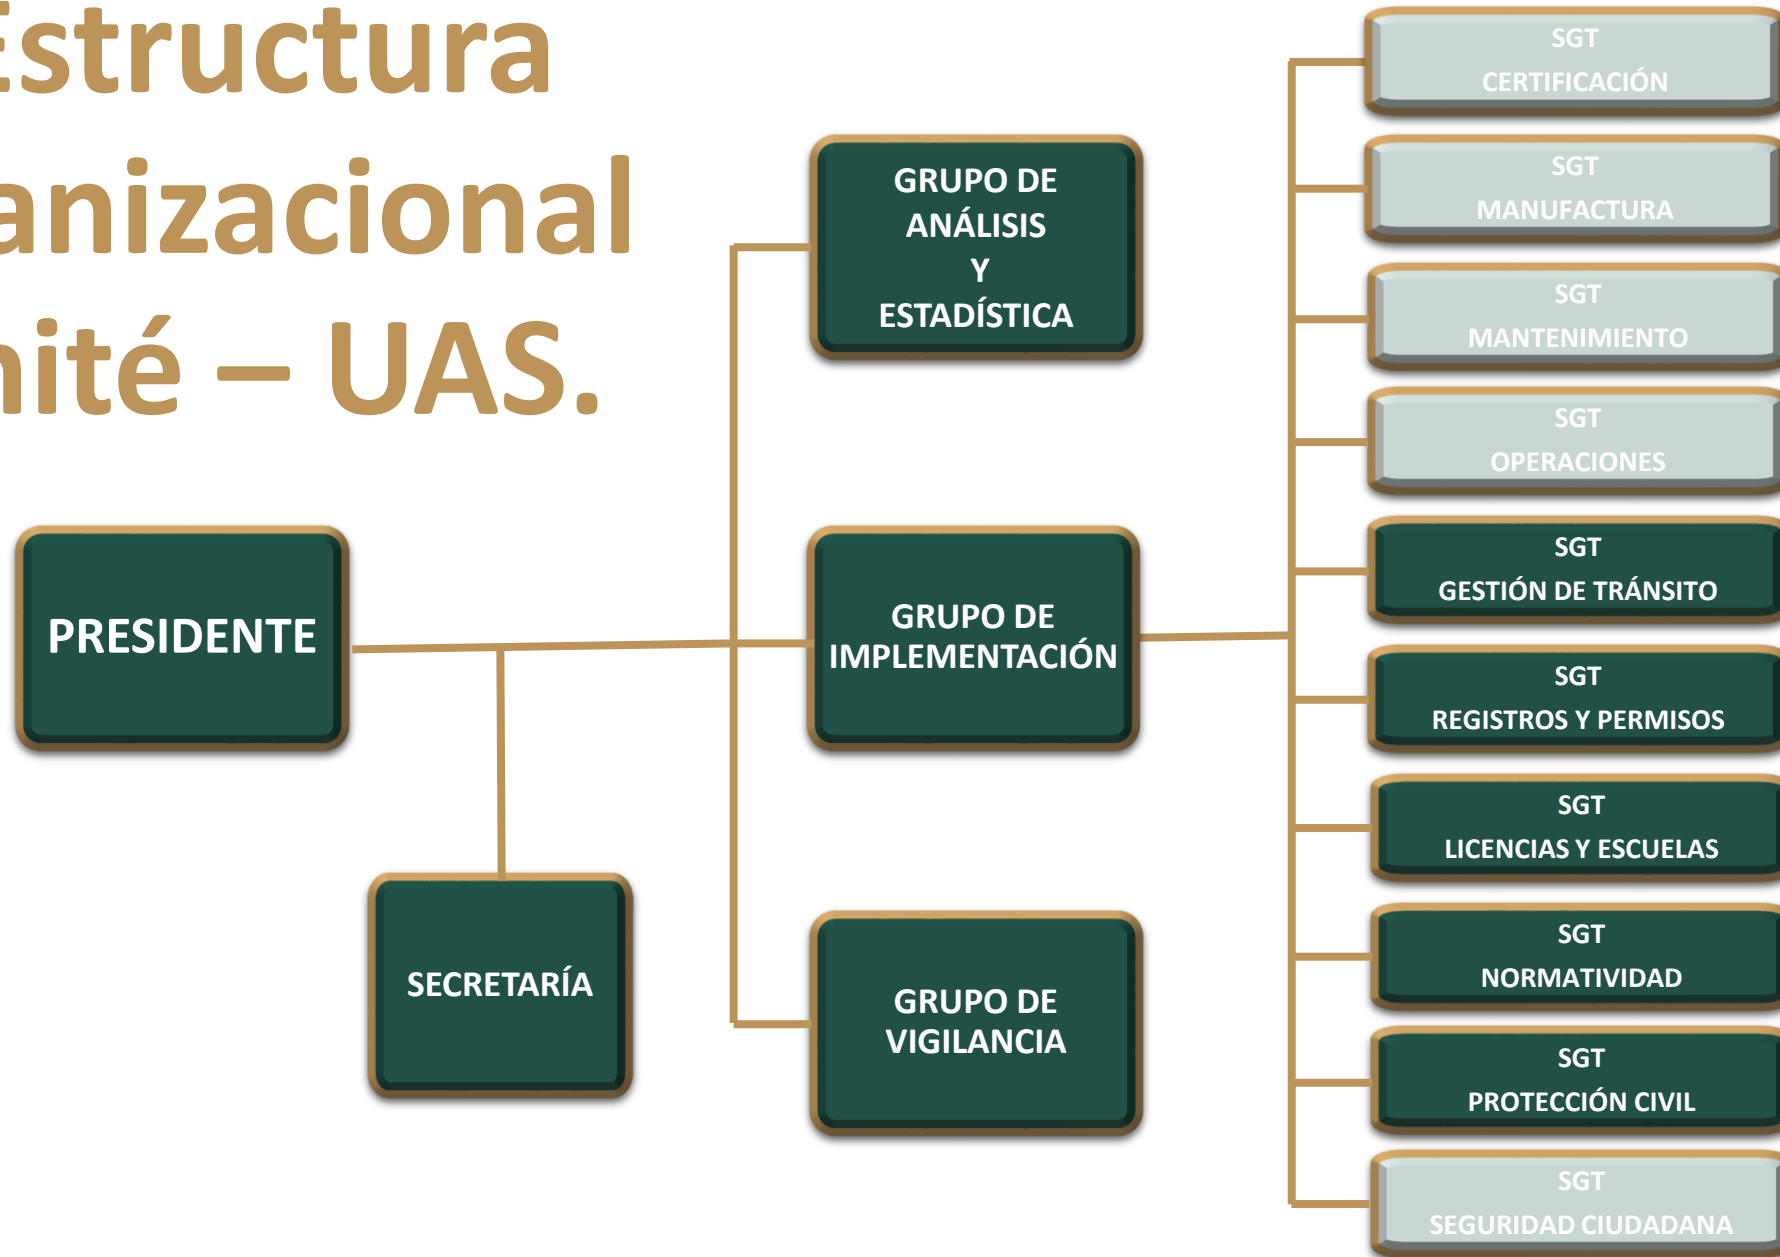 Estructura
anizacional
ité – UAS.
PRESIDENTE
SECRETARÍA
GRUPO DE
ANÁLISIS
Y
ESTADÍSTICA
GRUPO DE
IMPLEMENTACIÓN
GRUPO DE
VIGILANCIA
SGT
CERTIFICACIÓN
SGT
MANUFACTURA
SGT
MANTENIMIENTO
SGT
OPERACIONES
SGT
GESTIÓN DE TRÁNSITO
SGT
REGISTROS Y PERMISOS
SGT
LICENCIAS Y ESCUELAS
SGT
NORMATIVIDAD
SGT
PROTECCIÓN CIVIL
SGT
SEGURIDAD CIUDADANA